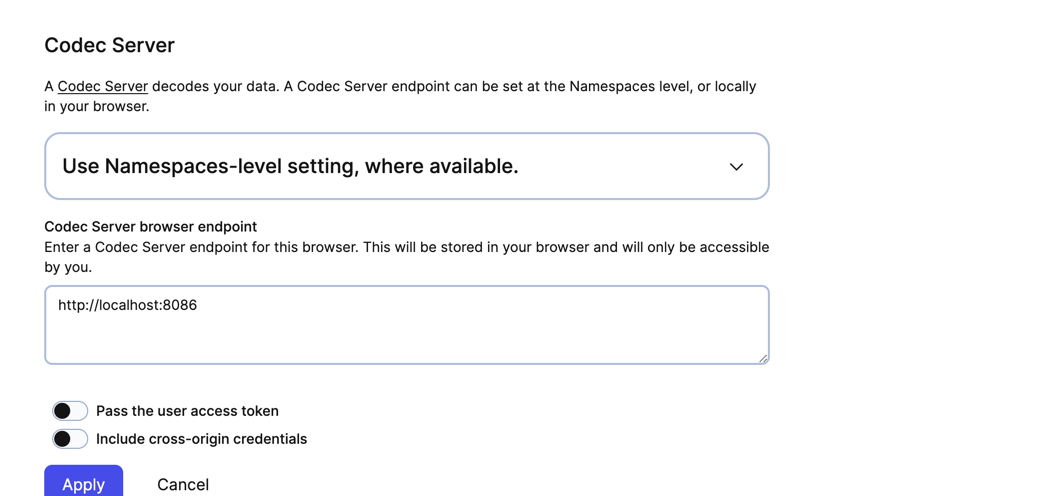 Codec Server
A Codec Server decodes your data. A Codec Server endpoint can be set at the Namespaces level, or locally
in your browser.
Use Namespaces-level setting, where available.
Codec Server browser endpoint
Enter a Codec Server endpoint for this browser. This will be stored in your browser and will only be accessible
by you.
http://localhost:8086
Pass the user access token
Include cross-origin credentials
Apply Cancel